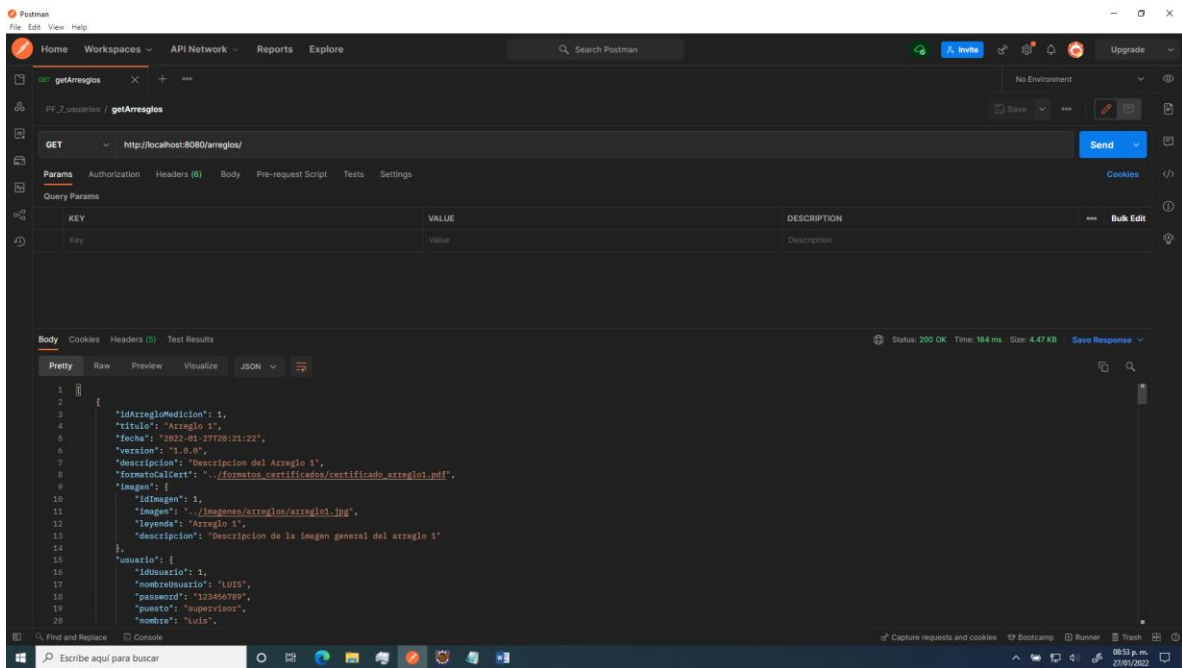 Postman
File Edit View Help
Home Workspaces API Network Reports Explore
Search Postman
Invite
Upgrade
GET getArresglos
No Environment
PF_7_usuarios / getArresglos
Save
GET http://localhost:8080/arreglos/
Send
Params Authorization Headers (6) Body Pre-request Script Tests Settings
Cookies
Query Params
KEY VALUE DESCRIPTION
Bulk Edit
Key Value Description
Body Cookies Headers (5) Test Results
Status: 200 OK Time: 164 ms Size: 4.47 KB Save Response
Pretty Raw Preview Visualize JSON
1 [
2 {
3 "idArregloMedicion": 1,
4 "titulo": "Arreglo 1",
5 "fecha": "2022-01-27T20:21:22",
6 "version": "1.0.0",
7 "descripcion": "Descripcion del Arreglo 1",
8 "formatoCalCert": "../formatos_certificados/certificado_arreglo1.pdf",
9 "imagen": {
10 "idImagen": 1,
11 "imagen": "../imagenes/arreglos/arreglo1.jpg",
12 "leyenda": "Arreglo 1",
13 "descripcion": "Descripcion de la imagen general del arreglo 1"
14 },
15 "usuario": {
16 "idUsuario": 1,
17 "nombreUsuario": "LUIS",
18 "password": "123456789",
19 "puesto": "supervisor",
20 "nombre": "Luis",
Find and Replace Console
Capture requests and cookies Bootcamp Runner Trash
Escribe aquí para buscar
08:53 p. m.
27/01/2022